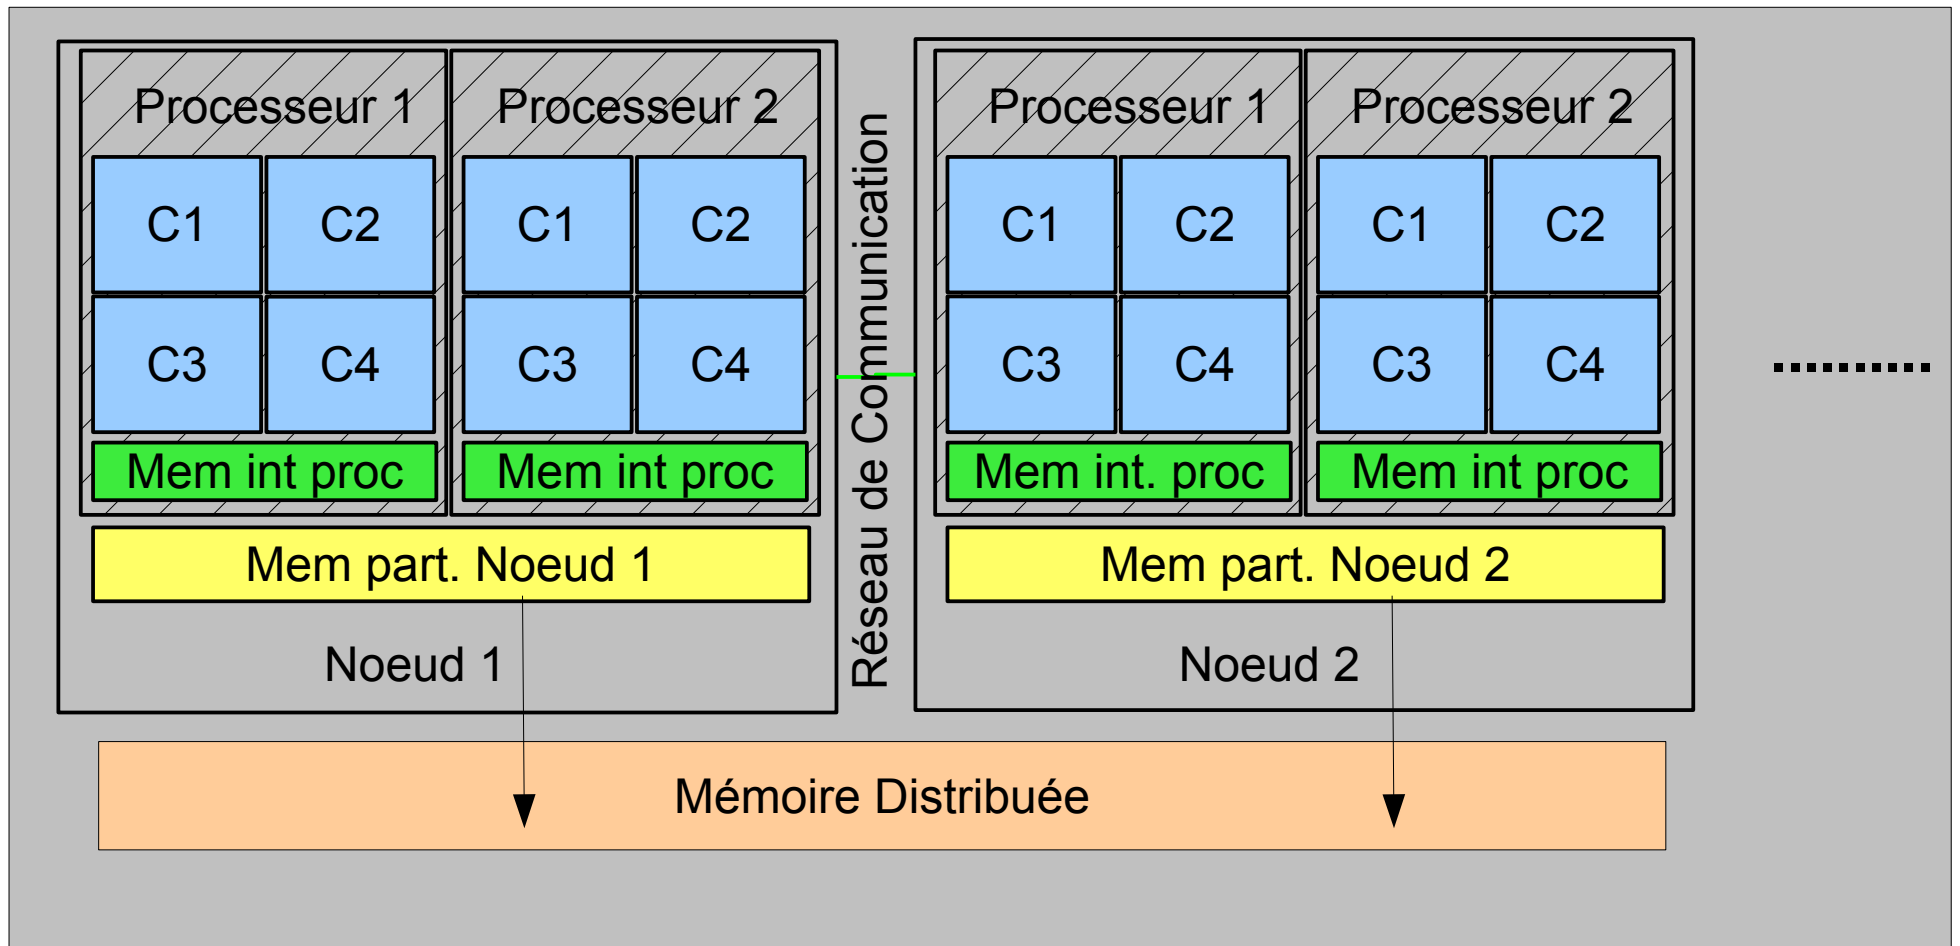 Processeur 1
Processeur 2
C1
C2
C1
C2
C3
C4
C3
C4
Mem int proc
Mem int proc
Mem part. Noeud 1
Noeud 1
Réseau de Communication
Processeur 1
Processeur 2
C1
C2
C1
C2
C3
C4
C3
C4
Mem int. proc
Mem int proc
Mem part. Noeud 2
Noeud 2
Mémoire Distribuée